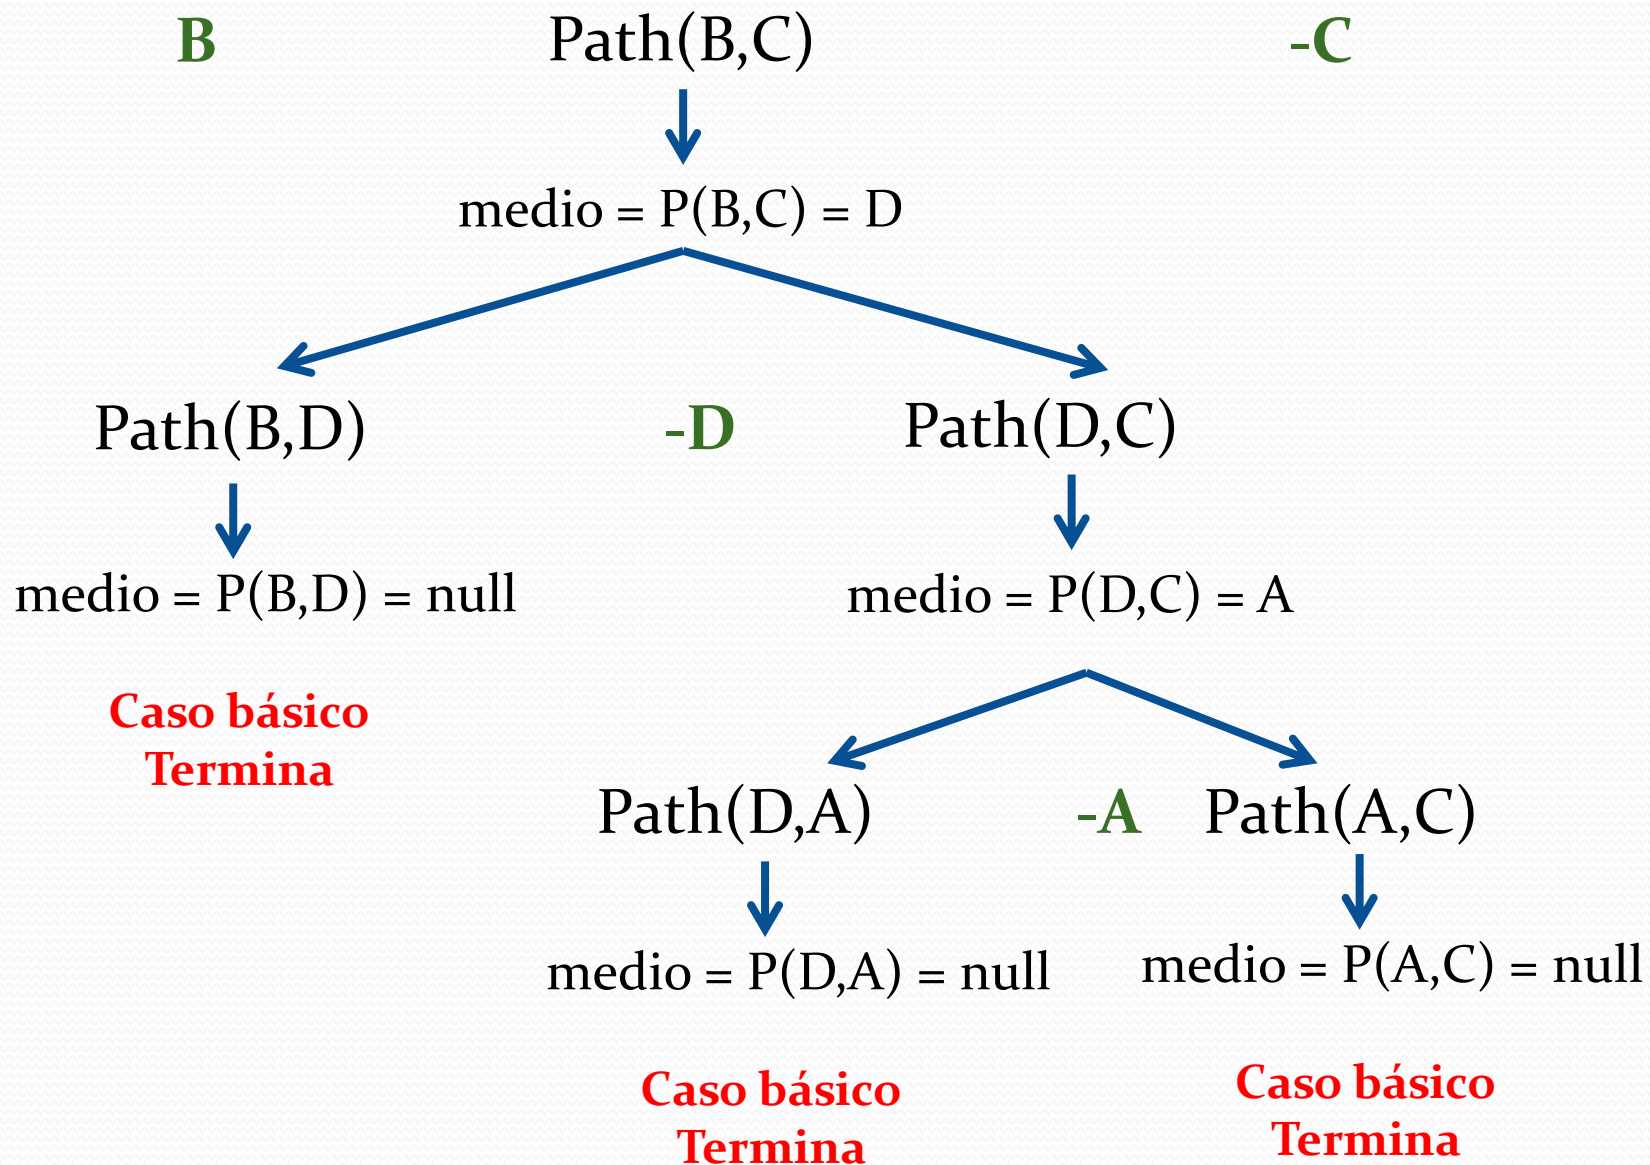 B Path(B,C) -C
medio = P(B,C) = D
Path(B,D) -D Path(D,C)
medio = P(B,D) = null medio = P(D,C) = A
Caso básico
Termina
Path(D,A) -A Path(A,C)
medio = P(D,A) = null medio = P(A,C) = null
Caso básico
Termina
Caso básico
Termina